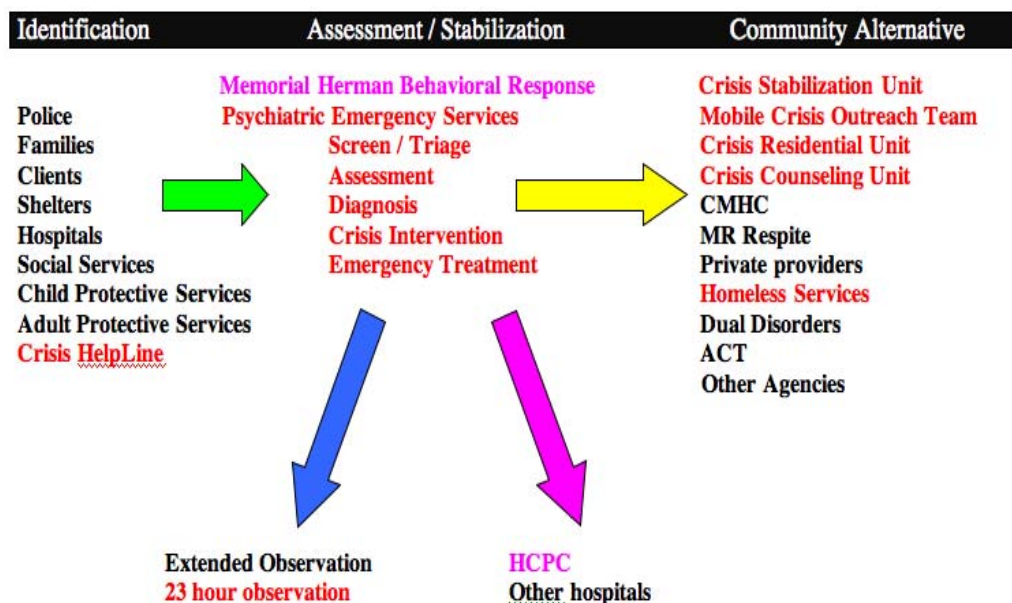 Identification
Assessment / Stabilization
Community Alternative
Police
Families
Clients
Shelters
Hospitals
Social Services
Child Protective Services
Adult Protective Services
Crisis HelpLine
Memorial Herman Behavioral Response
Psychiatric Emergency Services
Screen / Triage
Assessment
Diagnosis
Crisis Intervention
Emergency Treatment
Crisis Stabilization Unit
Mobile Crisis Outreach Team
Crisis Residential Unit
Crisis Counseling Unit
CMHC
MR Respite
Private providers
Homeless Services
Dual Disorders
ACT
Other Agencies
Extended Observation
23 hour observation
HCPC
Other hospitals